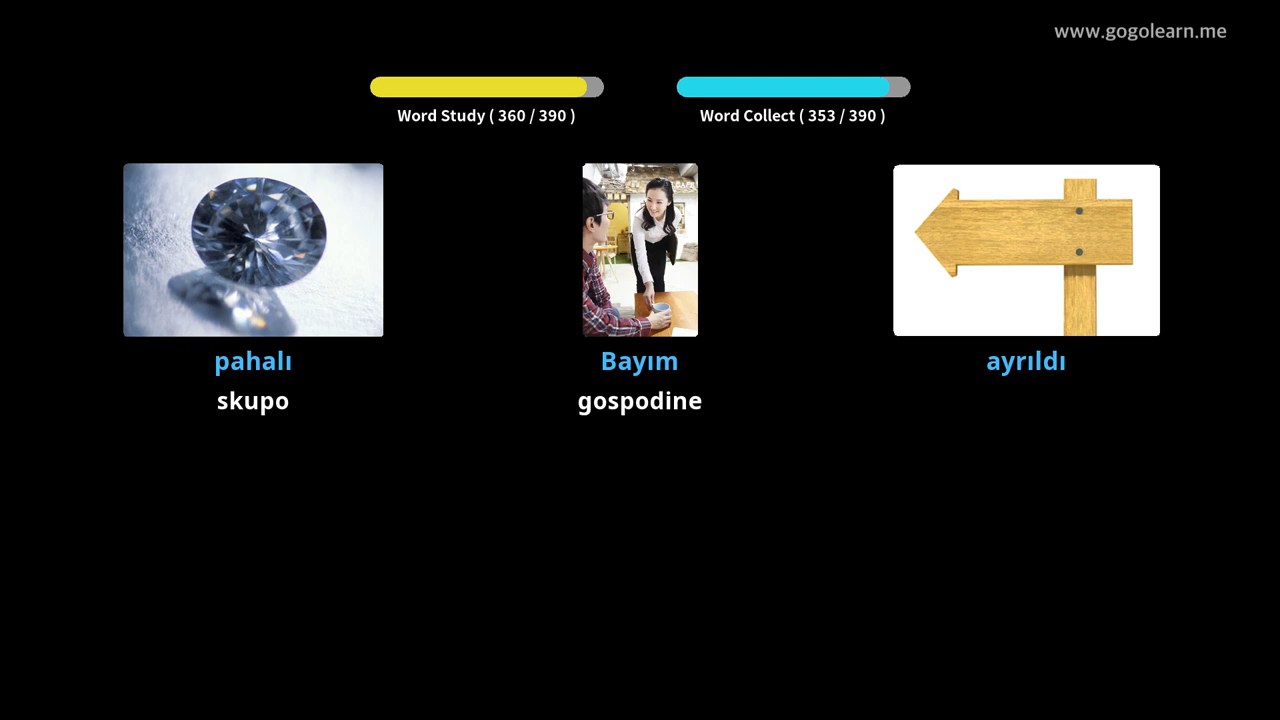 www.gogolearn.me
Word Study ( 360 / 390 )
Word Collect ( 353 / 390 )
pahalı
Bayım
ayrıldı
skupo
gospodine